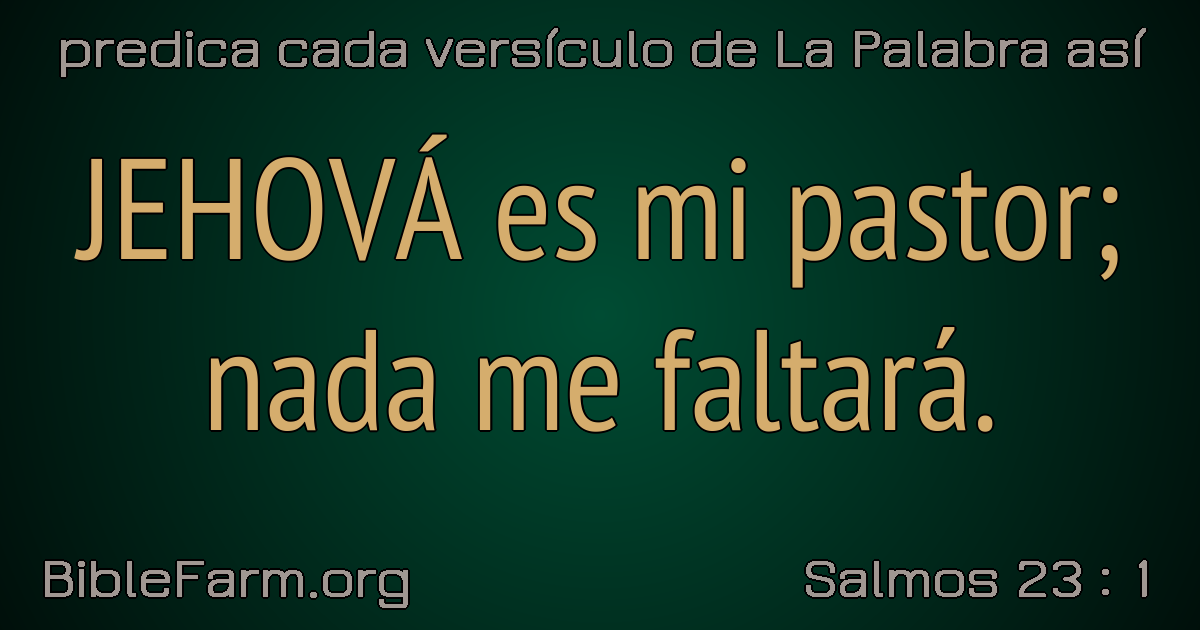 predica cada versículo de La Palabra así
JEHOVÁ es mi pastor;
nada me faltará.
BibleFarm.org
Salmos 23 : 1